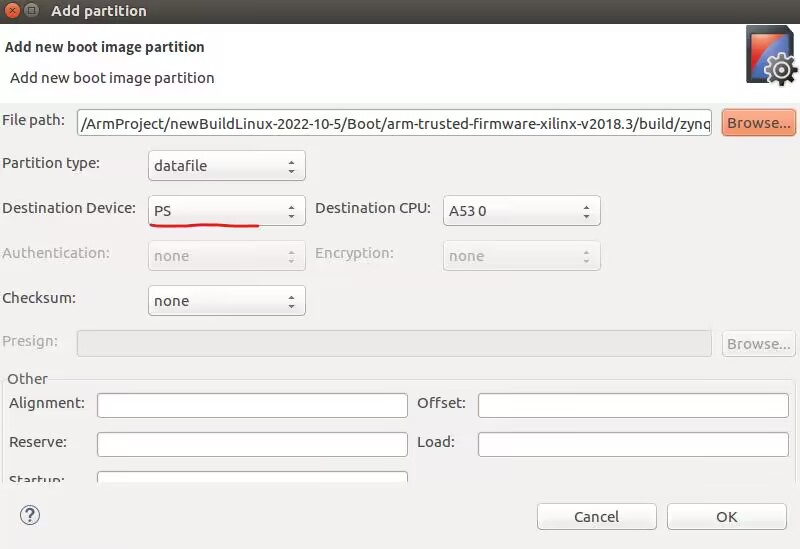 Add partition
Add new boot image partition
Add new boot image partition
File path: /ArmProject/newBuildLinux-2022-10-5/Boot/arm-trusted-firmware-xilinx-v2018.3/build/zynq Browse...
Partition type: datafile
Destination Device: PS Destination CPU: A53 0
Authentication: none Encryption: none
Checksum: none
Presign: Browse...
Other
Alignment: Offset:
Reserve: Load:
Startup:
? Cancel OK